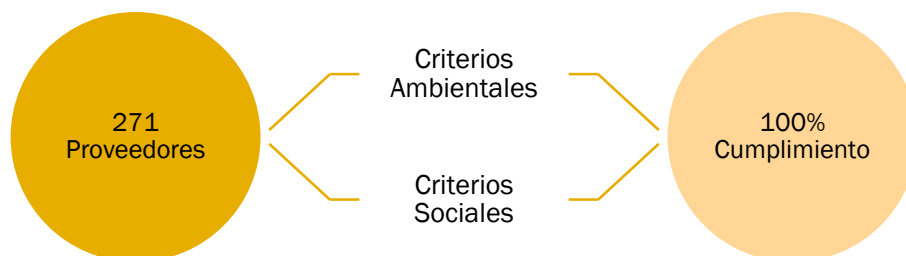 271
Proveedores
Criterios
Ambientales
Criterios
Sociales
100%
Cumplimiento